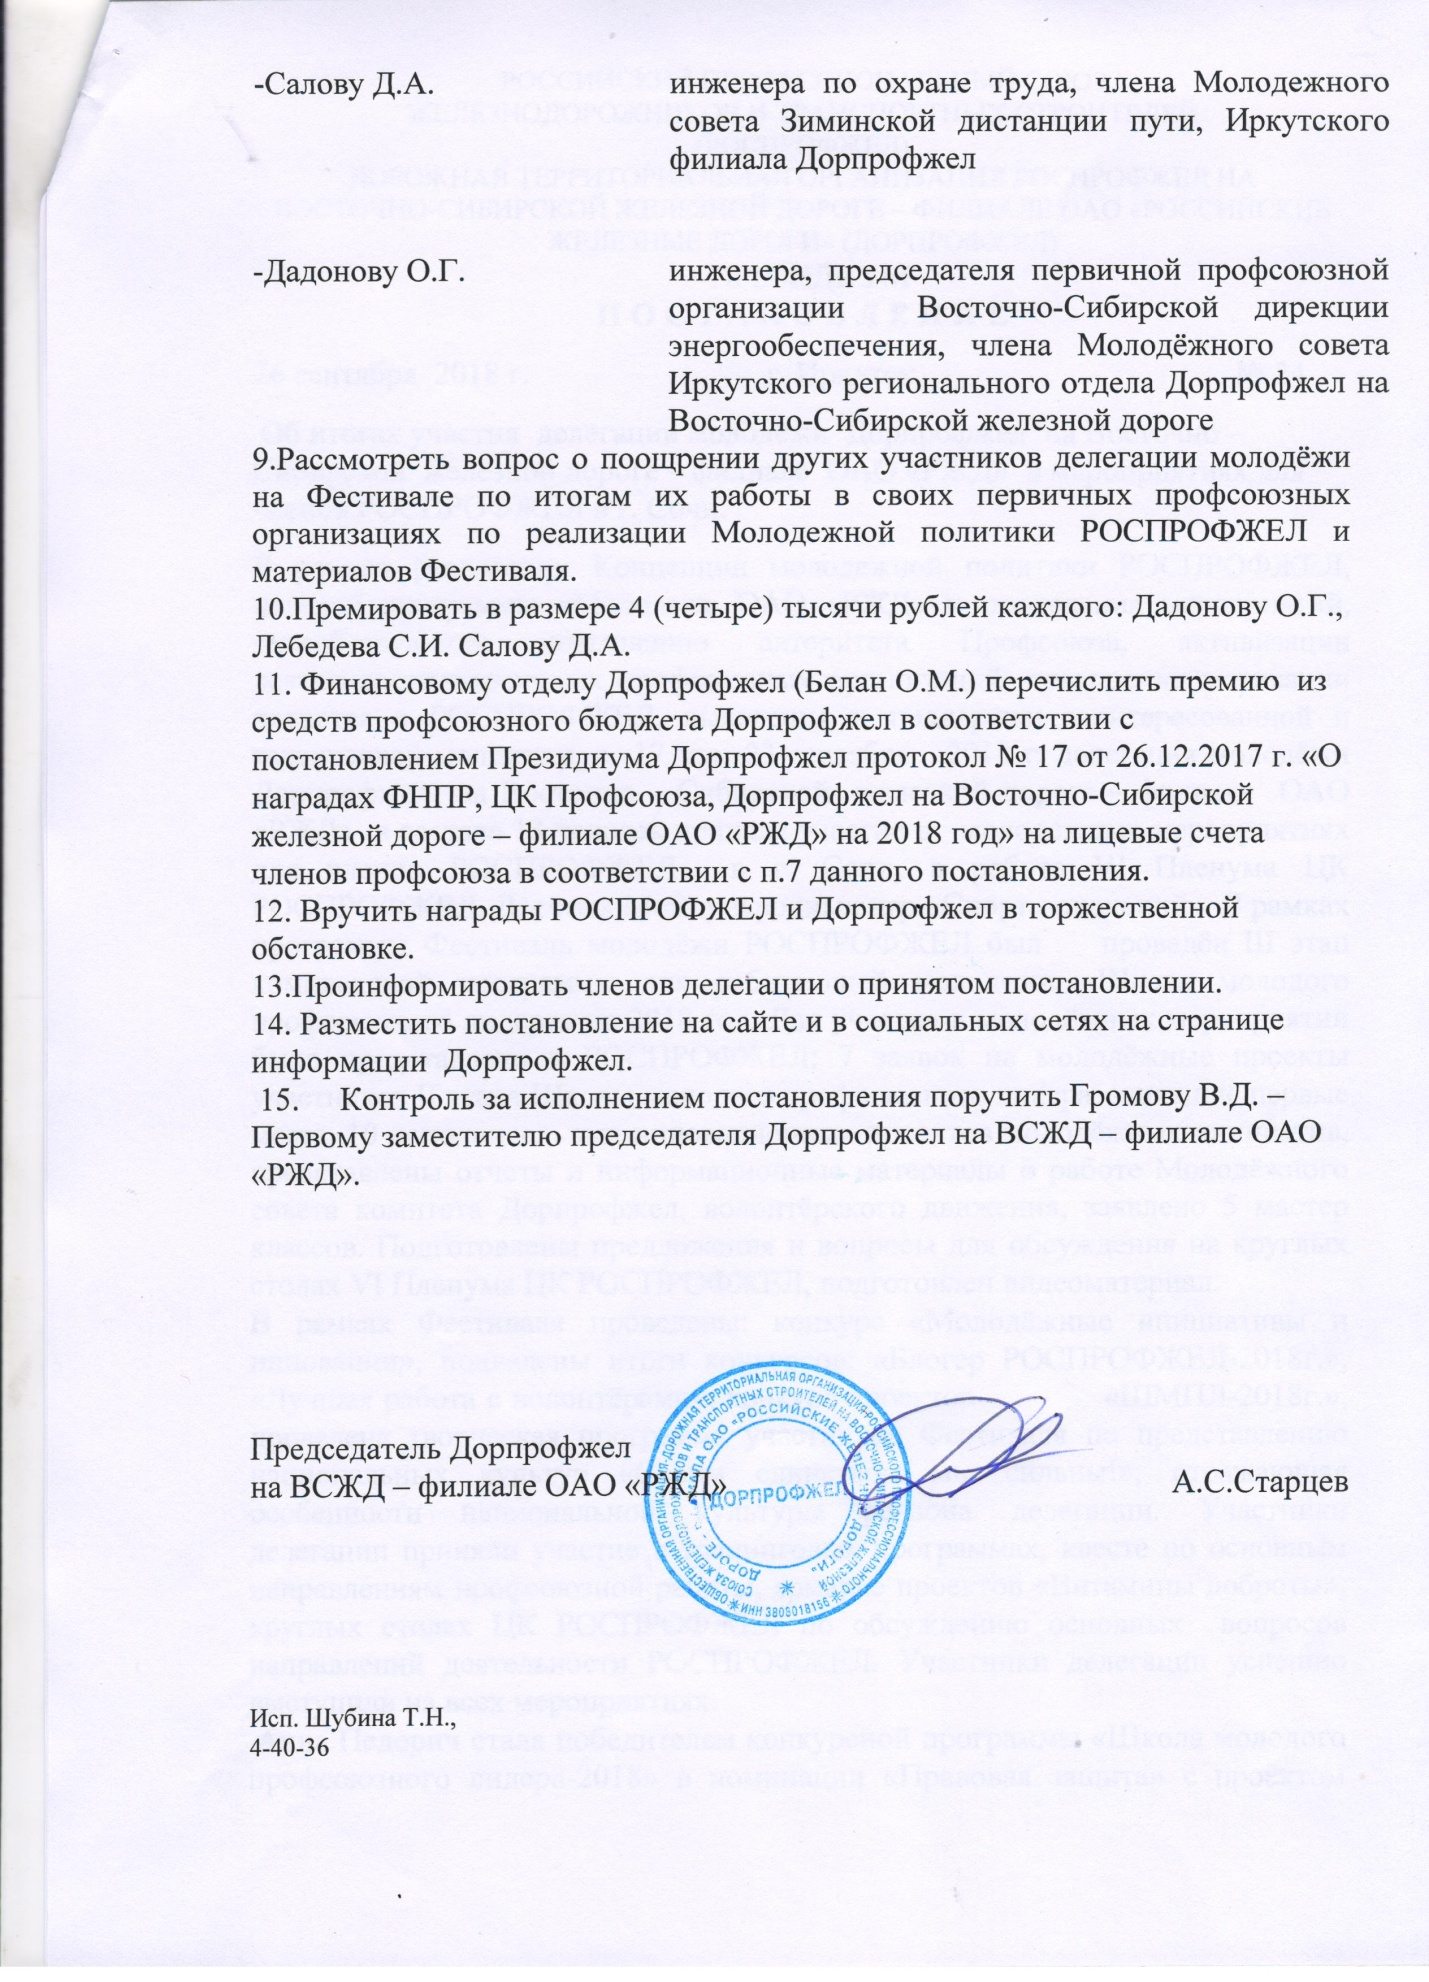 -Салову Д.А. инженера по охране труда, члена Молодежного
совета Зиминской дистанции пути, Иркутского
филиала Дорпрофжел
-Дадонову О.Г. инженера, председателя первичной профсоюзной
организации Восточно-Сибирской дирекции
энергообеспечения, члена Молодёжного совета
Иркутского регионального отдела Дорпрофжел на
Восточно-Сибирской железной дороге
9.Рассмотреть вопрос о поощрении других участников делегации молодёжи
на Фестивале по итогам их работы в своих первичных профсоюзных
организациях по реализации Молодежной политики РОСПРОФЖЕЛ и
материалов Фестиваля.
10.Премировать в размере 4 (четыре) тысячи рублей каждого: Дадонову О.Г.,
Лебедева С.И. Салову Д.А.
11. Финансовому отделу Дорпрофжел (Белан О.М.) перечислить премию из
средств профсоюзного бюджета Дорпрофжел в соответствии с
постановлением Президиума Дорпрофжел протокол № 17 от 26.12.2017 г. «О
наградах ФНПР, ЦК Профсоюза, Дорпрофжел на Восточно-Сибирской
железной дороге – филиале ОАО «РЖД» на 2018 год» на лицевые счета
членов профсоюза в соответствии с п.7 данного постановления.
12. Вручить награды РОСПРОФЖЕЛ и Дорпрофжел в торжественной
обстановке.
13.Проинформировать членов делегации о принятом постановлении.
14. Разместить постановление на сайте и в социальных сетях на странице
информации Дорпрофжел.
15. Контроль за исполнением постановления поручить Громову В.Д. –
Первому заместителю председателя Дорпрофжел на ВСЖД – филиале ОАО
«РЖД».
Председатель Дорпрофжел
на ВСЖД – филиале ОАО «РЖД» А.С.Старцев
ДОРПРОФЖЕЛ
ИНН 3808018156
Исп. Шубина Т.Н.,
4-40-36